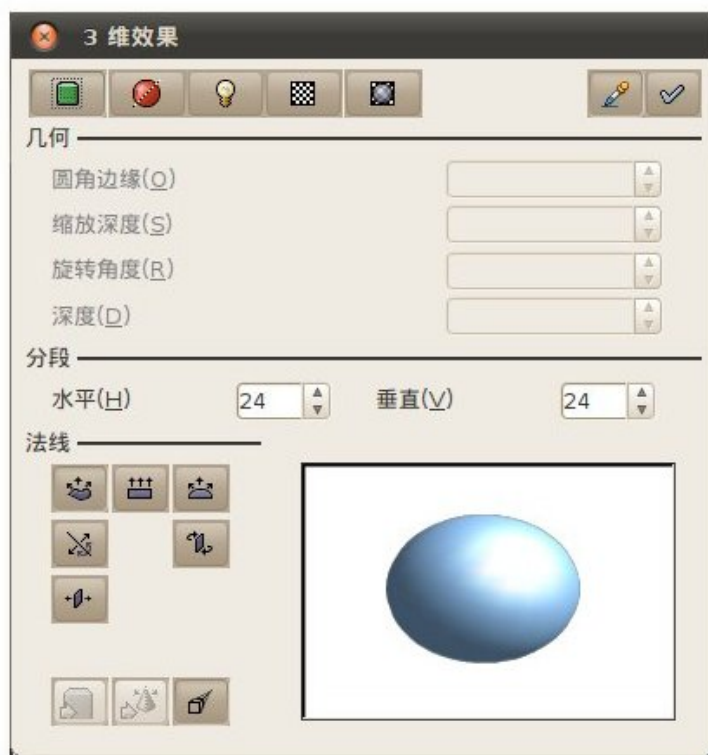 3 维效果
几何
圆角边缘(O)
缩放深度(S)
旋转角度(R)
深度(D)
分段
水平(H) 24 垂直(V) 24
法线